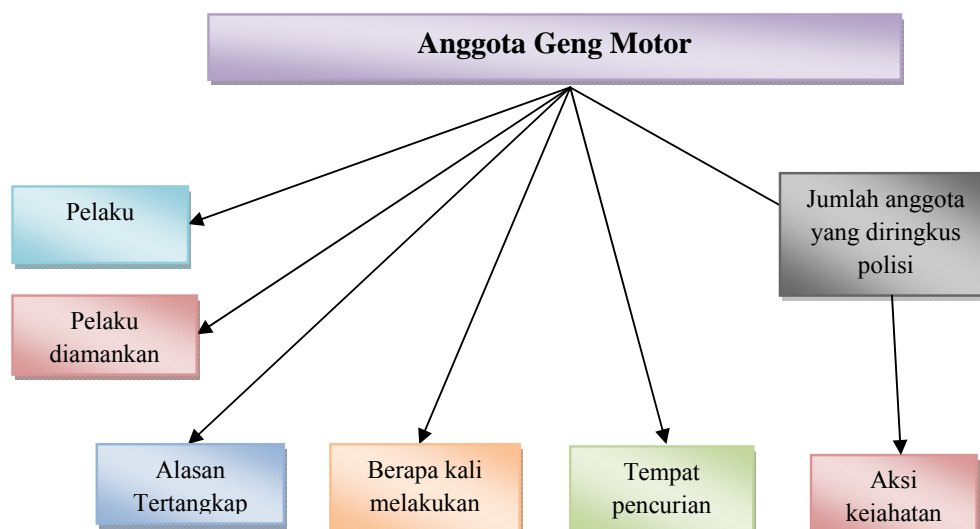 Anggota Geng Motor
Pelaku
Jumlah anggota
yang diringkus
polisi
Pelaku
diamankan
Alasan
Tertangkap
Berapa kali
melakukan
Tempat
pencurian
Aksi
kejahatan